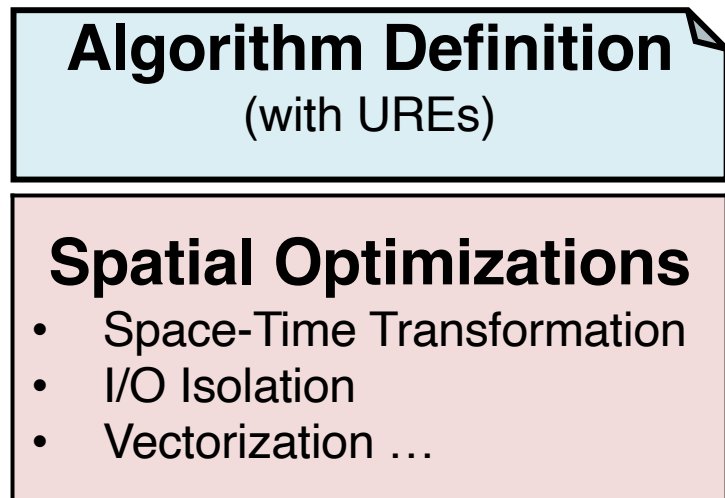 Algorithm Definition
(with UREs)
Spatial Optimizations
• Space-Time Transformation
• I/O Isolation
• Vectorization …